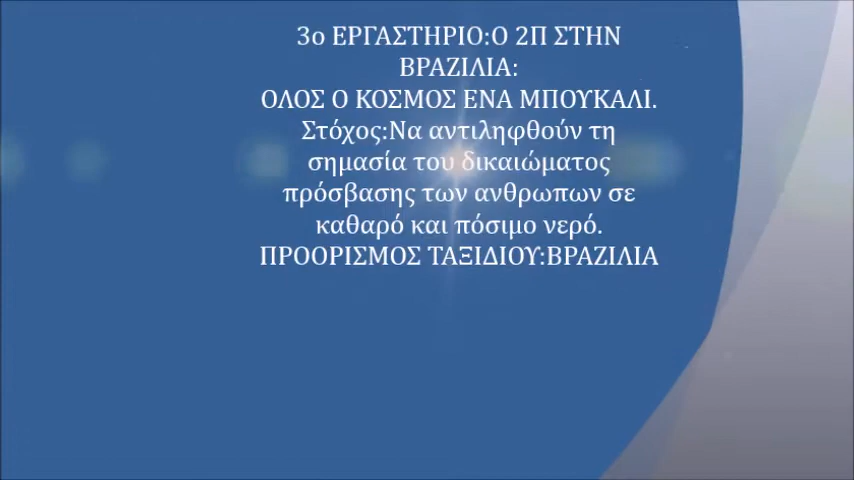 3ο ΕΡΓΑΣΤΗΡΙΟ:Ο 2Π ΣΤΗΝ
ΒΡΑΖΙΛΙΑ:
ΟΛΟΣ Ο ΚΟΣΜΟΣ ΕΝΑ ΜΠΟΥΚΑΛΙ.
Στόχος:Να αντιληφθούν τη
σημασία του δικαιώματος
πρόσβασης των ανθρωπων σε
καθαρό και πόσιμο νερό.
ΠΡΟΟΡΙΣΜΟΣ ΤΑΞΙΔΙΟΥ:ΒΡΑΖΙΛΙΑ